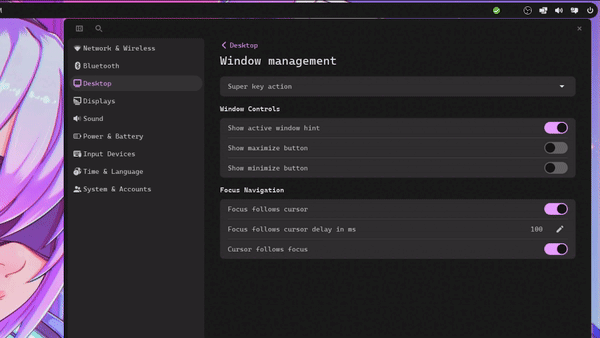 Network & Wireless
Bluetooth
Desktop
Displays
Sound
Power & Battery
Input Devices
Time & Language
System & Accounts
Desktop
Window management
Super key action
Window Controls
Show active window hint
Show maximize button
Show minimize button
Focus Navigation
Focus follows cursor
Focus follows cursor delay in ms 100
Cursor follows focus